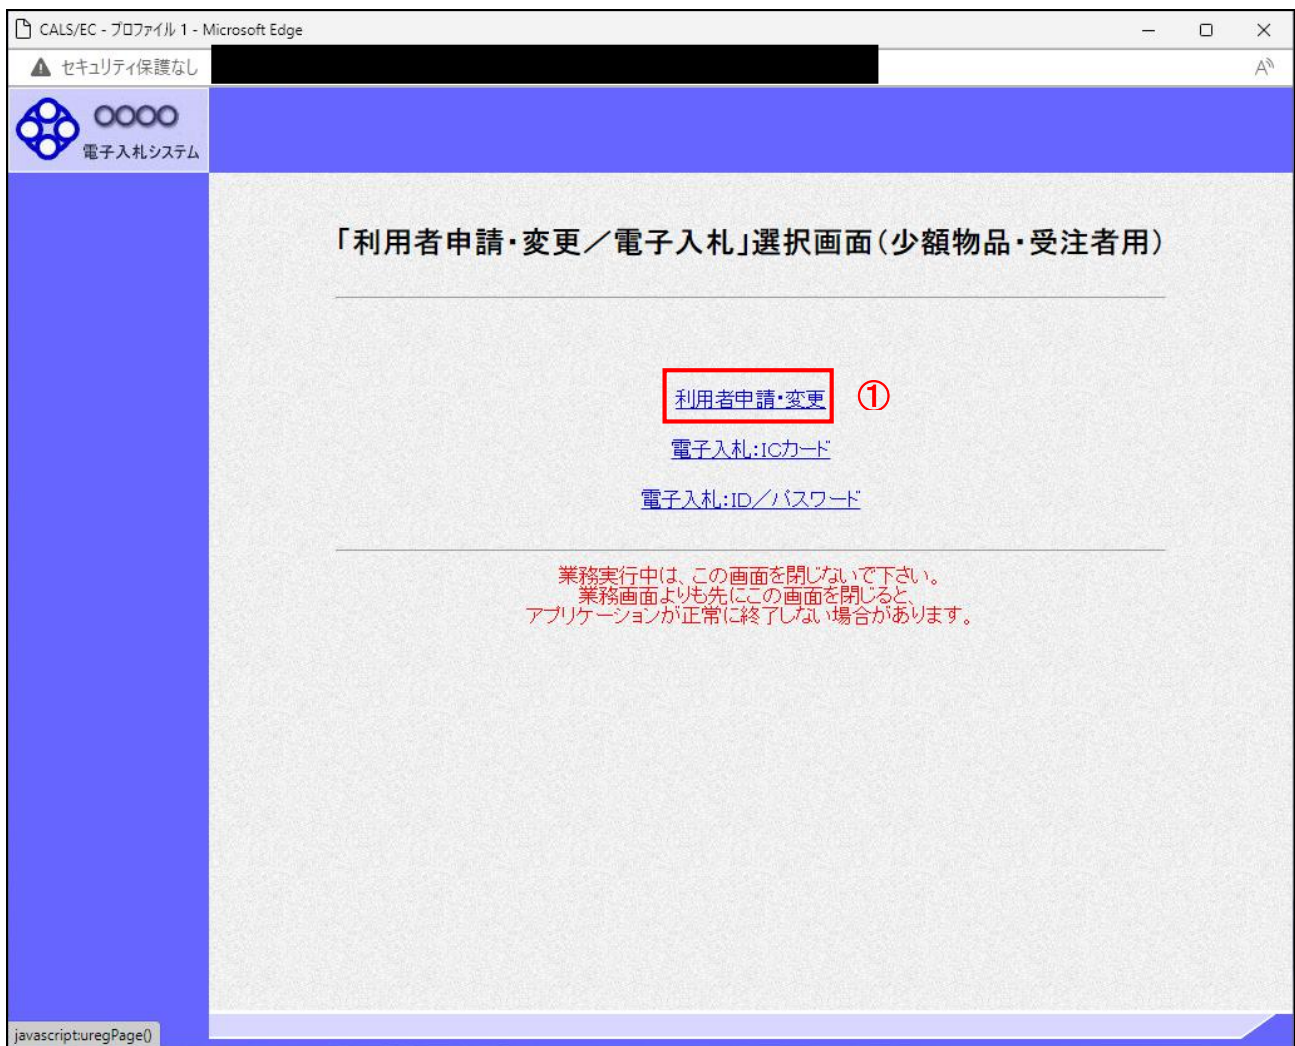 CALS/EC - プロファイル 1 - Microsoft Edge
セキュリティ保護なし
○○○○
電子入札システム
「利用者申請・変更／電子入札」選択画面（少額物品・受注者用）
利用者申請・変更 ①
電子入札:ICカード
電子入札:ID／パスワード
業務実行中は、この画面を閉じないで下さい。
業務画面よりも先にこの画面を閉じると、
アプリケーションが正常に終了しない場合があります。
javascript:uregPage()